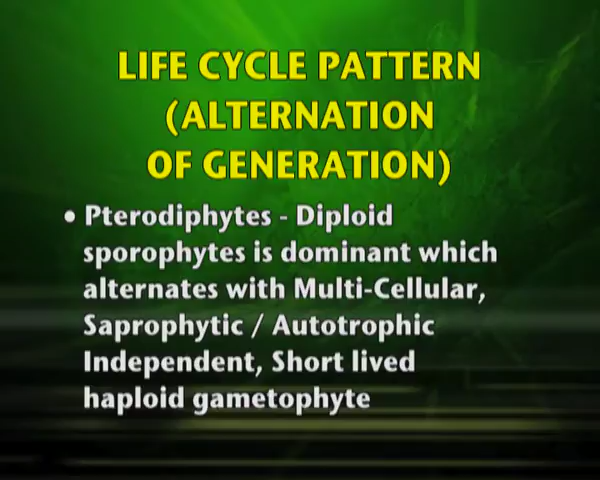 LIFE CYCLE PATTERN
(ALTERNATION
OF GENERATION)
• Pterodiphytes - Diploid
sporophytes is dominant which
alternates with Multi-Cellular,
Saprophytic / Autotrophic
Independent, Short lived
haploid gametophyte